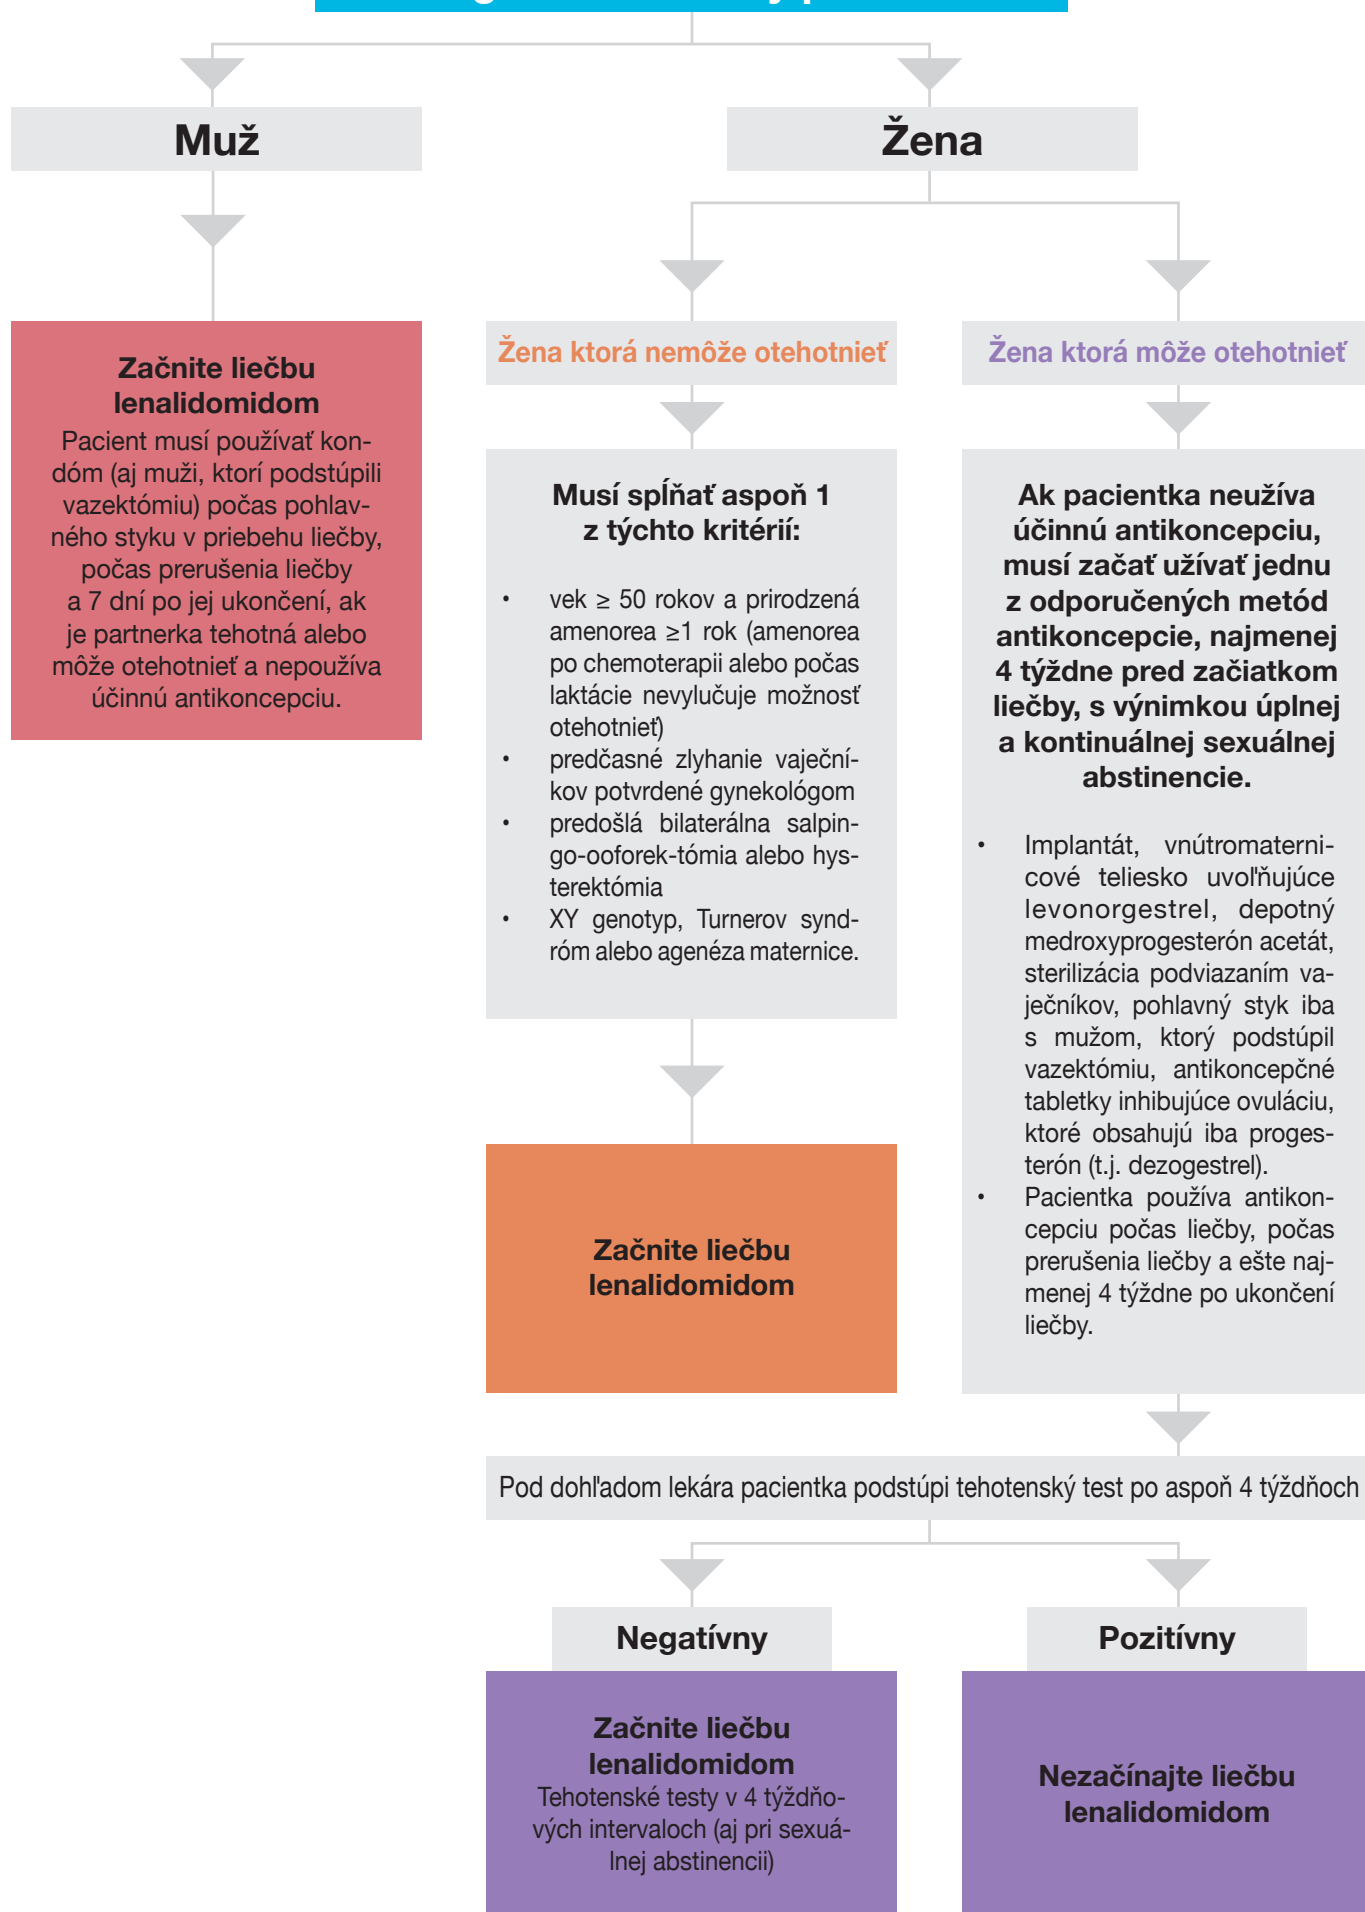 Muž
Žena
Začnite liečbu
lenalidomidom
Pacient musí používať kon-
dóm (aj muži, ktorí podstúpili
vazektómiu) počas pohlav-
ného styku v priebehu liečby,
počas prerušenia liečby
a 7 dní po jej ukončení, ak
je partnerka tehotná alebo
môže otehotnieť a nepoužíva
účinnú antikoncepciu.
Žena ktorá nemôže otehotnieť
Musí spĺňať aspoň 1
z týchto kritérií:
• vek ≥ 50 rokov a prirodzená
amenorea ≥1 rok (amenorea
po chemoterapii alebo počas
laktácie nevylučuje možnosť
otehotnieť)
• predčasné zlyhanie vaječní-
kov potvrdené gynekológom
• predošlá bilaterálna salpin-
go-ooforek-tómia alebo hys-
terektómia
• XY genotyp, Turnerov synd-
róm alebo agenéza maternice.
Začnite liečbu
lenalidomidom
Žena ktorá môže otehotnieť
Ak pacientka neužíva
účinnú antikoncepciu,
musí začať užívať jednu
z odporučených metód
antikoncepcie, najmenej
4 týždne pred začiatkom
liečby, s výnimkou úplnej
a kontinuálnej sexuálnej
abstinencie.
• Implantát, vnútromaterni-
cové teliesko uvoľňujúce
levonorgestrel, depotný
medroxyprogesterón acetát,
sterilizácia podviazaním va-
ječníkov, pohlavný styk iba
s mužom, ktorý podstúpil
vazektómiu, antikoncepčné
tabletky inhibujúce ovuláciu,
ktoré obsahujú iba proges-
terón (t.j. dezogestrel).
• Pacientka používa antikon-
cepciu počas liečby, počas
prerušenia liečby a ešte naj-
menej 4 týždne po ukončení
liečby.
Pod dohľadom lekára pacientka podstúpi tehotenský test po aspoň 4 týždňoch
Negatívny
Začnite liečbu
lenalidomidom
Tehotenské testy v 4 týždňo-
vých intervaloch (aj pri sexuá-
lnej abstinencii)
Pozitívny
Nezačínajte liečbu
lenalidomidom